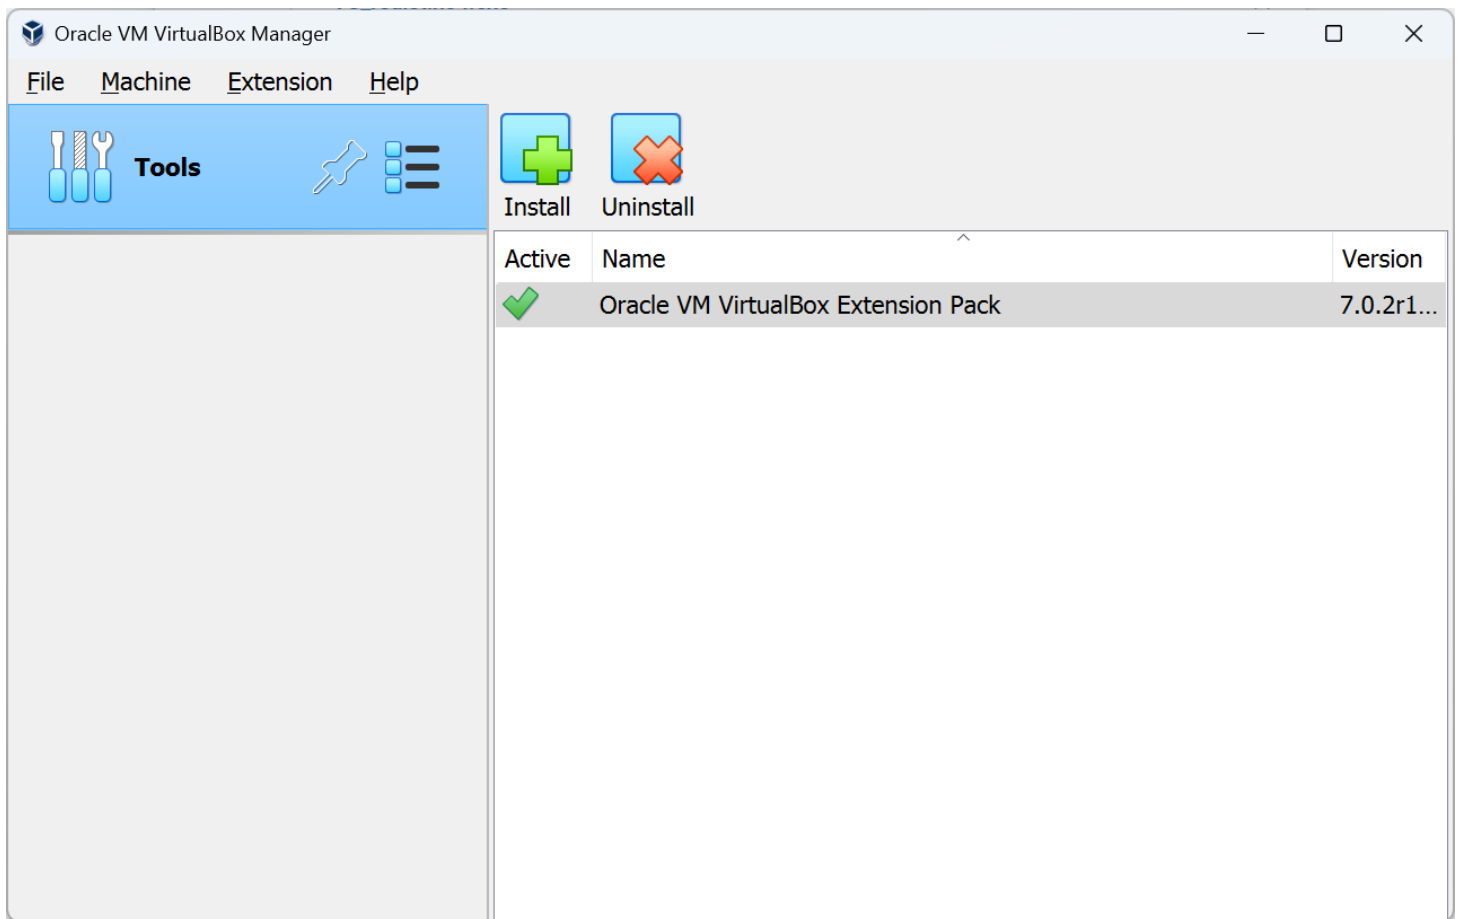 Oracle VM VirtualBox Manager
File Machine Extension Help
Tools
Install Uninstall
Active Name Version
Oracle VM VirtualBox Extension Pack 7.0.2r1...